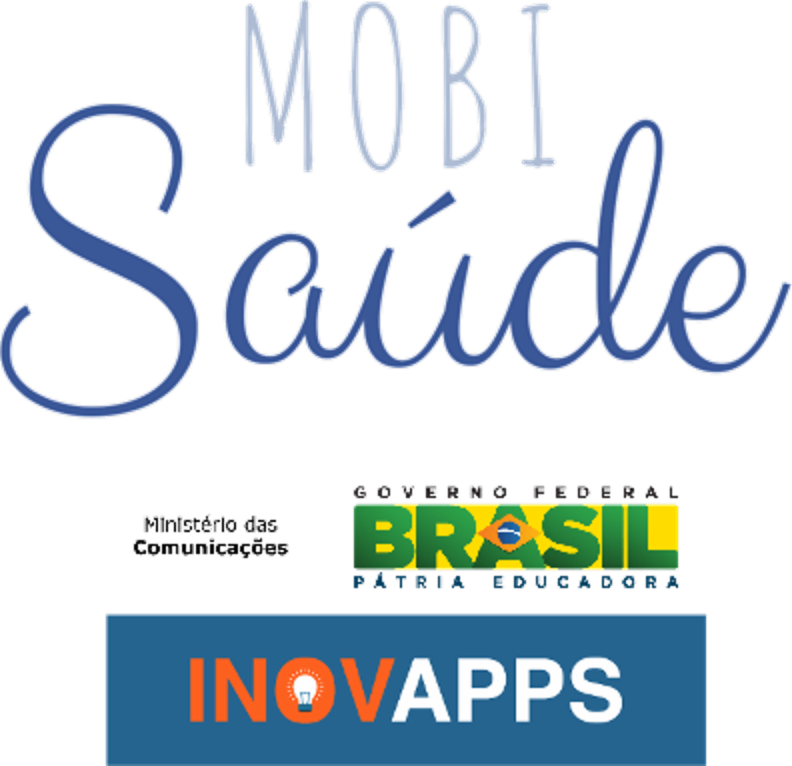 MOBI
Saúde
Ministério das
Comunicações
GOVERNO FEDERAL
BRASIL
PÁTRIA EDUCADORA
INOVAPPS